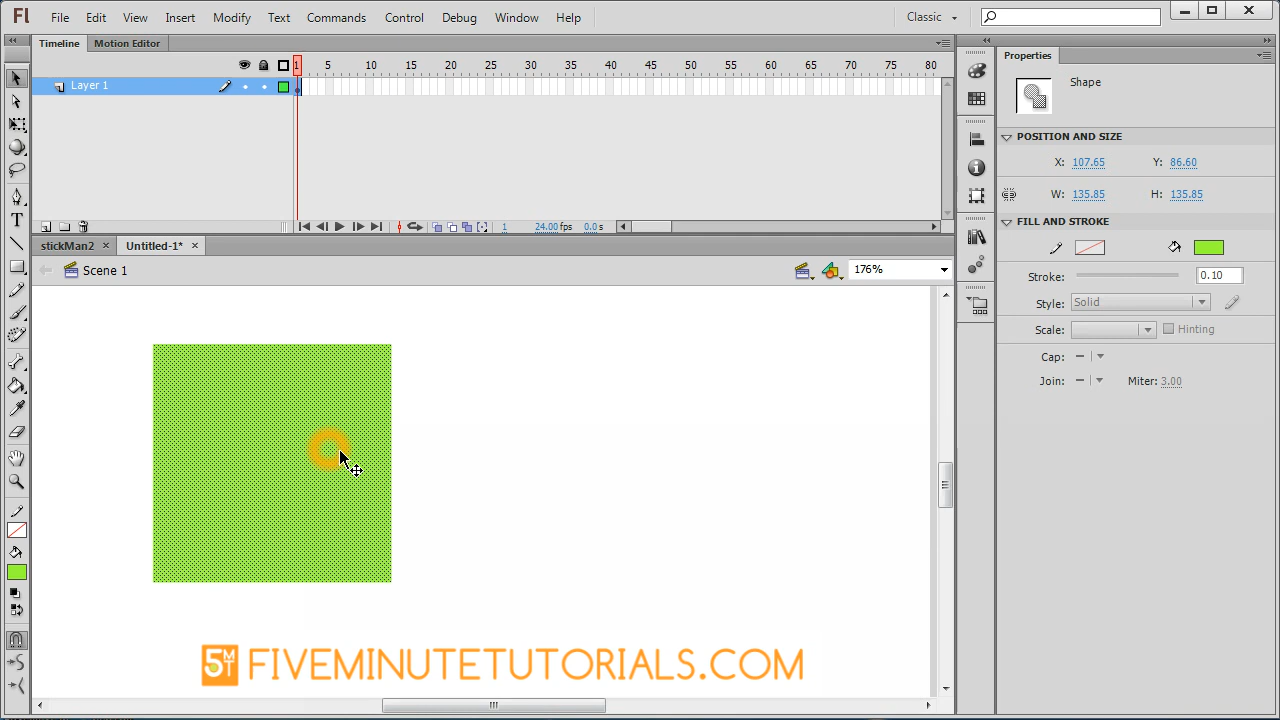 Fl File Edit View Insert Modify Text Commands Control Debug Window Help Classic
Timeline Motion Editor
Properties
1 5 10 15 20 25 30 35 40 45 50 55 60 65 70 75 80
Layer 1
Shape
POSITION AND SIZE
X: 107.65 Y: 86.60
W: 135.85 H: 135.85
FILL AND STROKE
1 24.00fps 0.0s
stickMan2 Untitled-1*
Scene 1 176%
Stroke: 0.10
Style: Solid
Scale: Hinting
Cap:
Join: Miter: 3.00
T
5MT FIVEMINUTETUTORIALS.COM